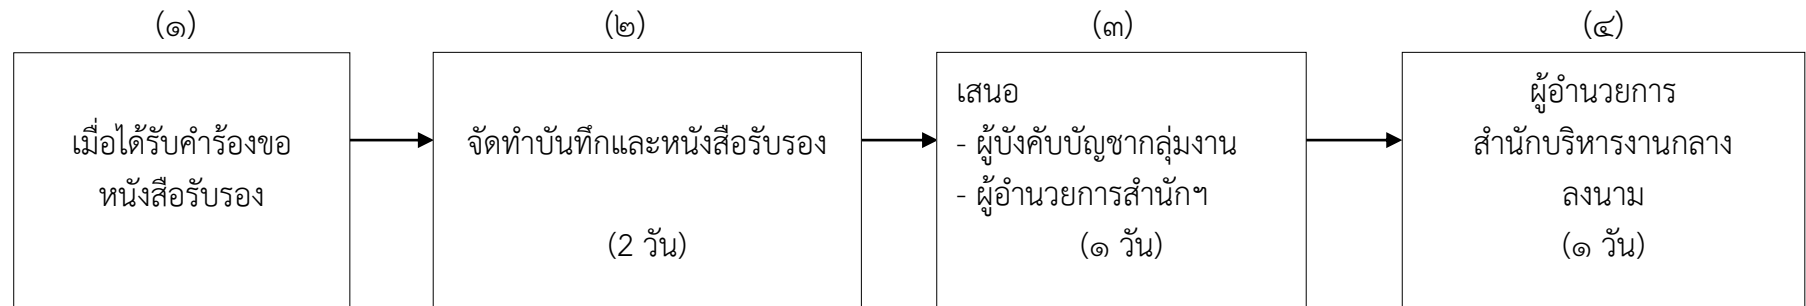 (๑)
เมื่อได้รับคำร้องขอ
หนังสือรับรอง
(๒)
จัดทำบันทึกและหนังสือรับรอง
(2 วัน)
(๓)
เสนอ
- ผู้บังคับบัญชากลุ่มงาน
- ผู้อำนวยการสำนักฯ
(๑ วัน)
(๔)
ผู้อำนวยการ
สำนักบริหารงานกลาง
ลงนาม
(๑ วัน)